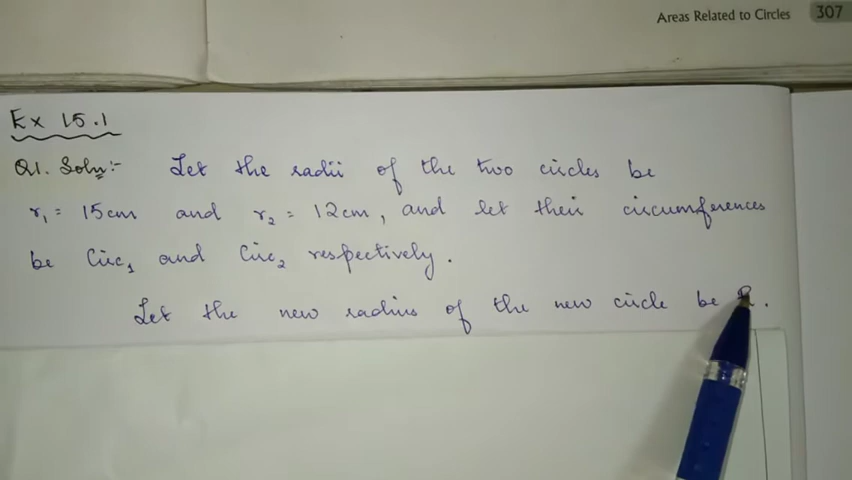 Areas Related to Circles 307
Ex 15.1
Q1. Soln:- Let the radii of the two circles be
r₁ = 15cm and r₂ = 12cm, and let their circumferences
be Circ₁ and Circ₂ respectively.
Let the new radius of the new circle be R.